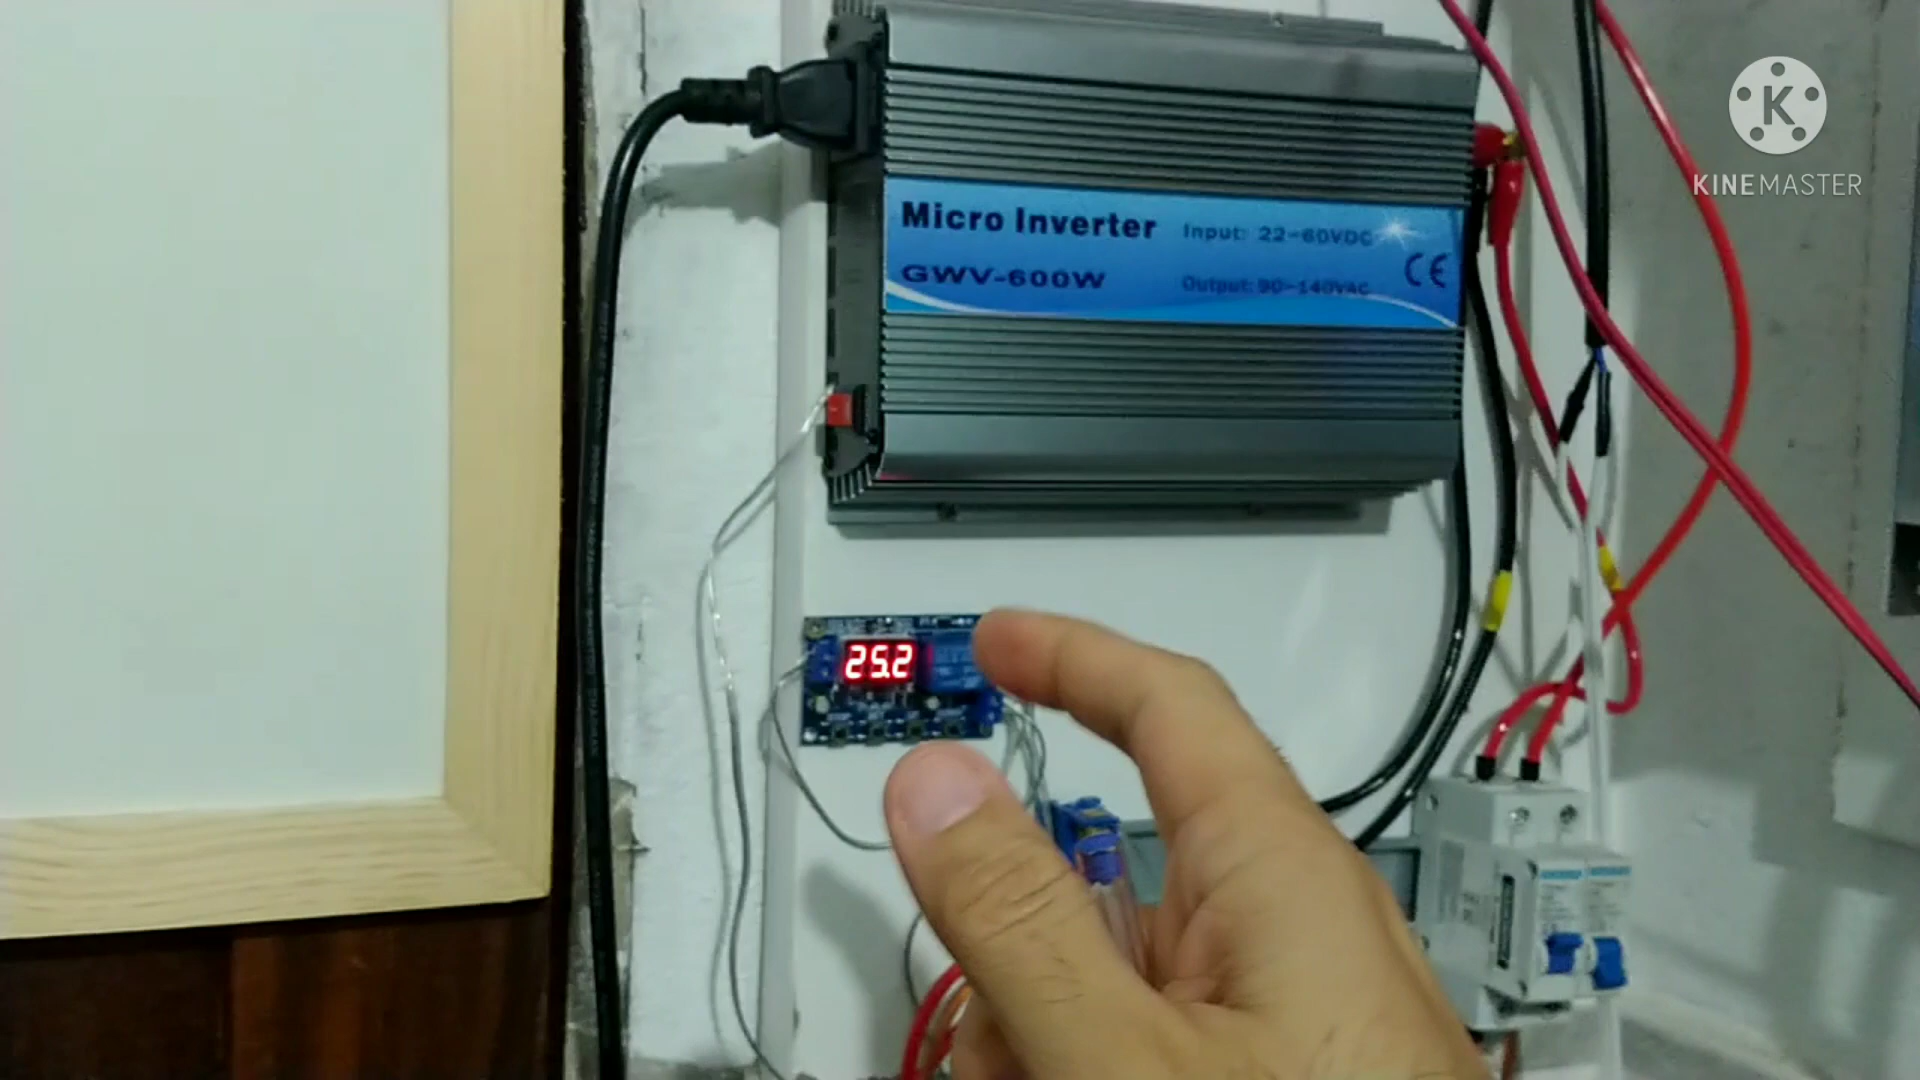 K
KINEMASTER
Micro Inverter
Input: 22-60VDC
GWV-600W
Output: 90-140VAC
CE
25.2